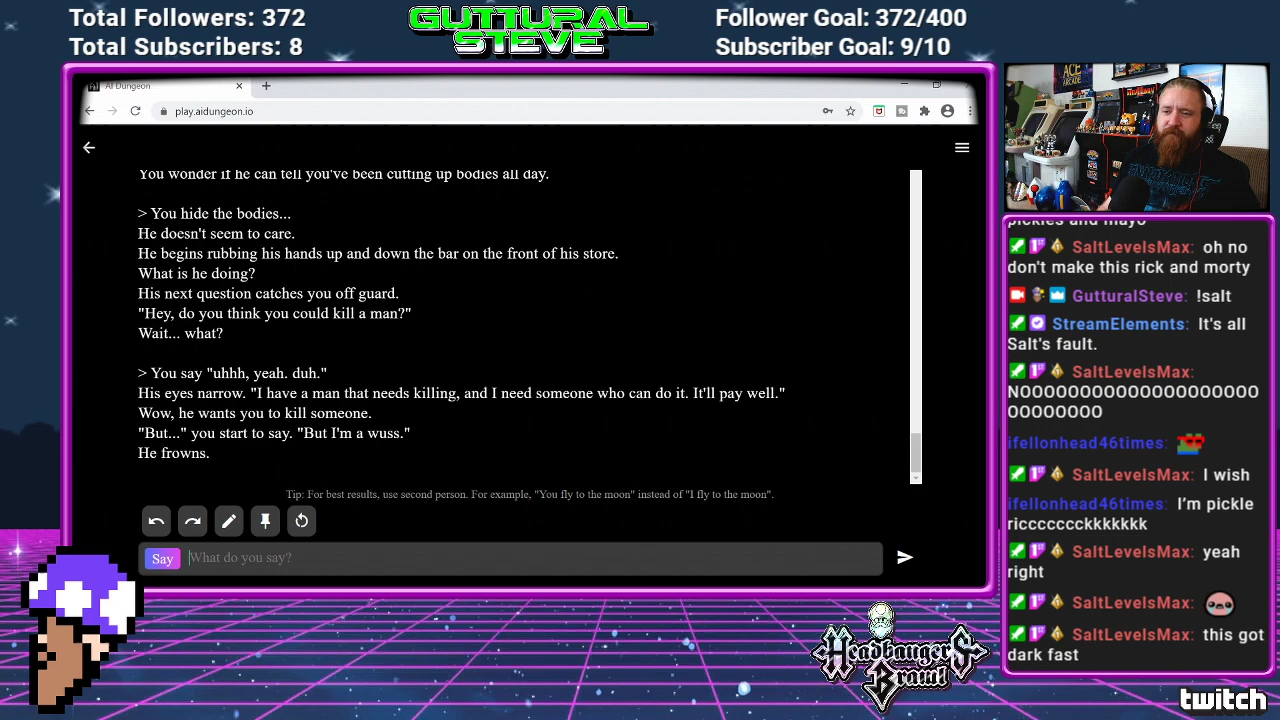 Total Followers: 372
Total Subscribers: 8
GUTTURAL
STEVE
Follower Goal: 372/400
Subscriber Goal: 9/10
AI Dungeon
play.aidungeon.io
You wonder if he can tell you've been cutting up bodies all day.
> You hide the bodies...
He doesn't seem to care.
He begins rubbing his hands up and down the bar on the front of his store.
What is he doing?
His next question catches you off guard.
"Hey, do you think you could kill a man?"
Wait... what?
> You say "uhhh, yeah. duh."
His eyes narrow. "I have a man that needs killing, and I need someone who can do it. It'll pay well."
Wow, he wants you to kill someone.
"But..." you start to say. "But I'm a wuss."
He frowns.
Tip: For best results, use second person. For example, "You fly to the moon" instead of "I fly to the moon".
Say
What do you say?
ACE
ACADEMY
pickles and mayo
SaltLevelsMax: oh no
don't make this rick and morty
GutturalSteve: !salt
StreamElements: It's all
Salt's fault.
SaltLevelsMax:
NOOOOOOOOOOOOOOOOOOO
OOOOOOOO
ifellonhead46times:
SaltLevelsMax: I wish
ifellonhead46times: I'm pickle
ricccccckkkkkk
SaltLevelsMax: yeah
right
SaltLevelsMax:
SaltLevelsMax: this got
dark fast
Headbangers
Brawl
twitch